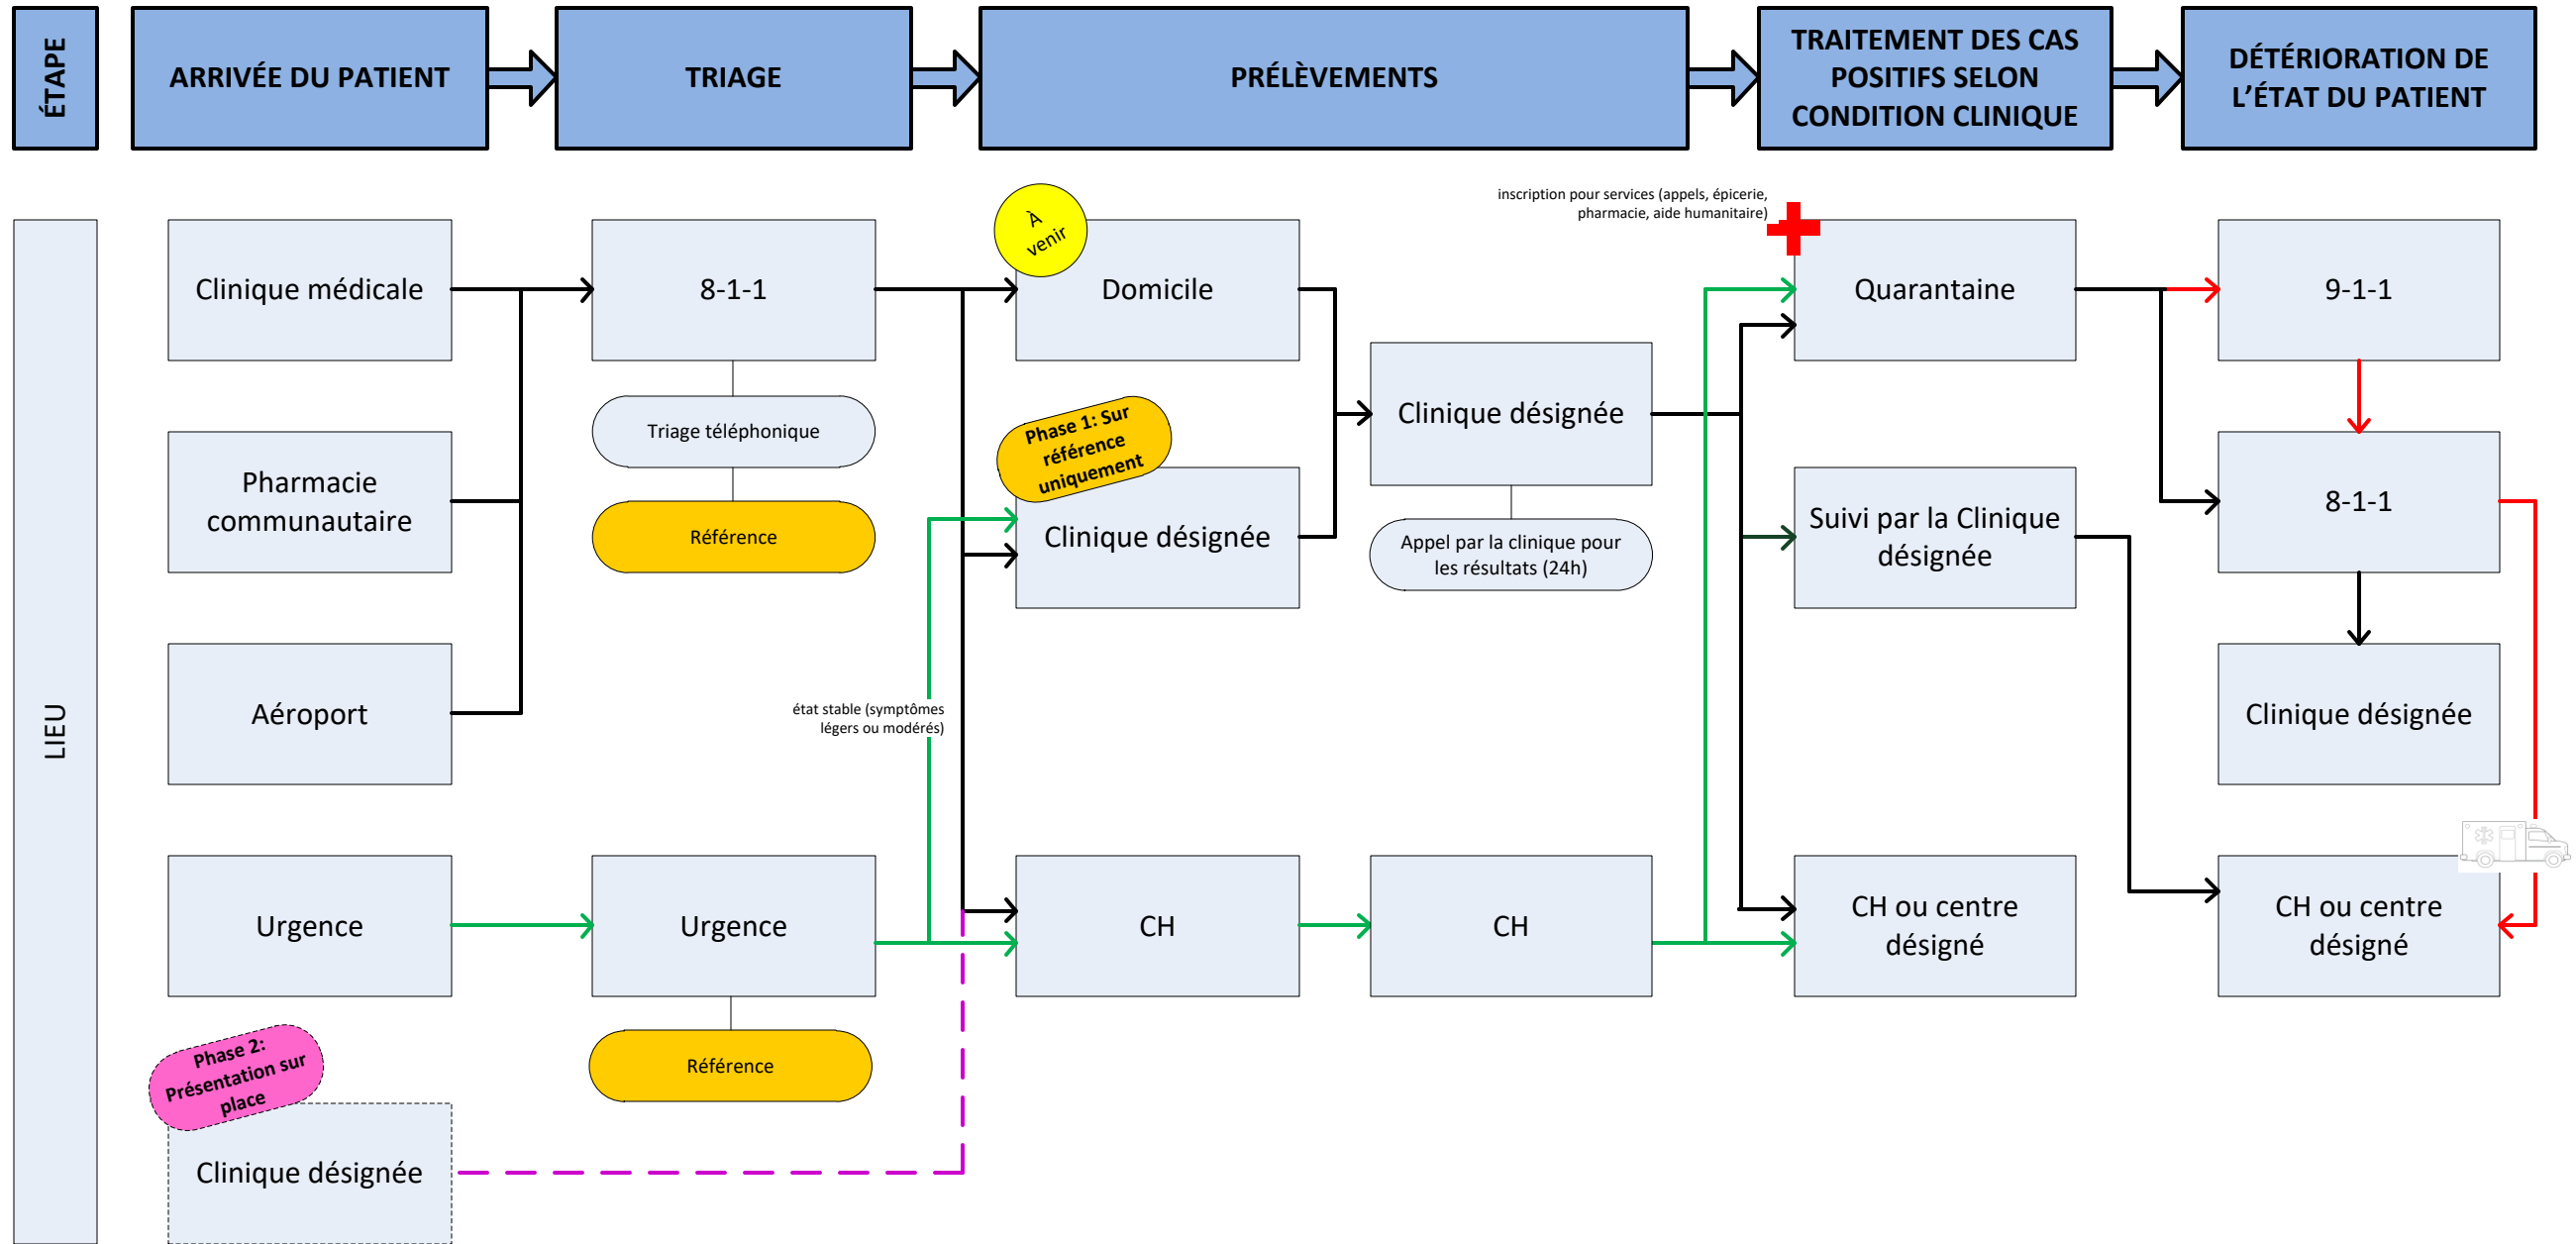 ÉTAPE
ARRIVÉE DU PATIENT
TRIAGE
PRÉLÈVEMENTS
TRAITEMENT DES CAS
POSITIFS SELON
CONDITION CLINIQUE
DÉTÉRIORATION DE
L'ÉTAT DU PATIENT
LIEU
Clinique médicale
Pharmacie
communautaire
Aéroport
Urgence
Phase 2:
Présentation sur
place
Clinique désignée
8-1-1
Triage téléphonique
Référence
état stable (symptômes
légers ou modérés)
Urgence
Référence
À
venir
Domicile
Phase 1: Sur
référence
uniquement
Clinique désignée
CH
Clinique désignée
Appel par la clinique pour
les résultats (24h)
CH
inscription pour services (appels, épicerie,
pharmacie, aide humanitaire)
Quarantaine
Suivi par la Clinique
désignée
CH ou centre
désigné
9-1-1
8-1-1
Clinique désignée
CH ou centre
désigné